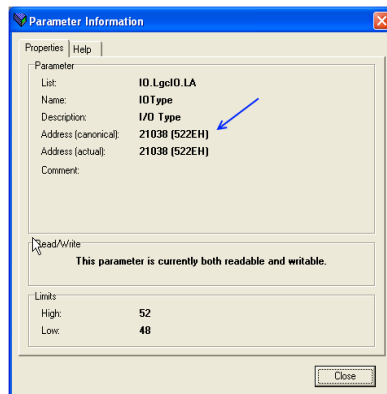 Parameter Information
Properties Help
Parameter
List: IO.LgcIO.LA
Name: IOType
Description: I/O Type
Address (canonical): 21038 (522EH)
Address (actual): 21038 (522EH)
Comment:
Read/Write
This parameter is currently both readable and writable.
Limits
High: 52
Low: 48
Close